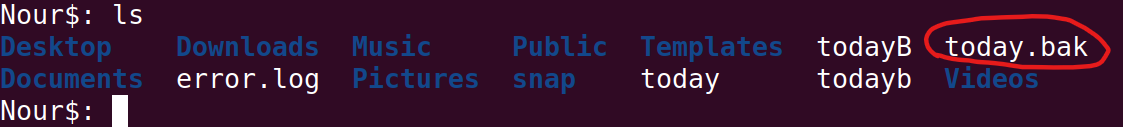 Nour$: ls
Desktop Downloads Music Public Templates todayB today.bak
Documents error.log Pictures snap today todayb Videos
Nour$: